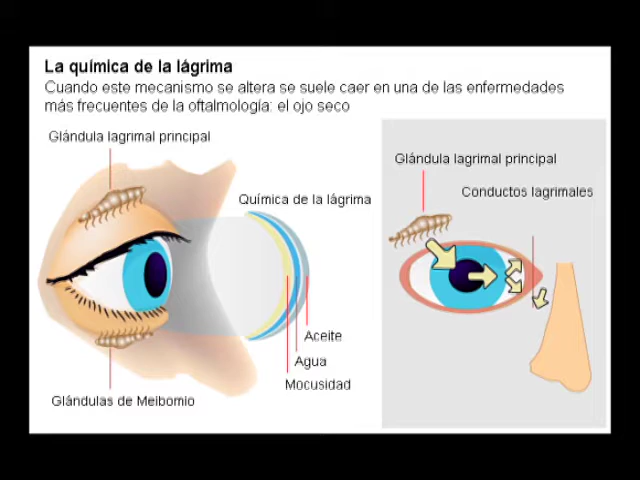 La química de la lágrima
Cuando este mecanismo se altera se suele caer en una de las enfermedades
más frecuentes de la oftalmología: el ojo seco
Glándula lagrimal principal
Química de la lágrima
Aceite
Agua
Mocusidad
Glándulas de Meibomio
Glándula lagrimal principal
Conductos lagrimales